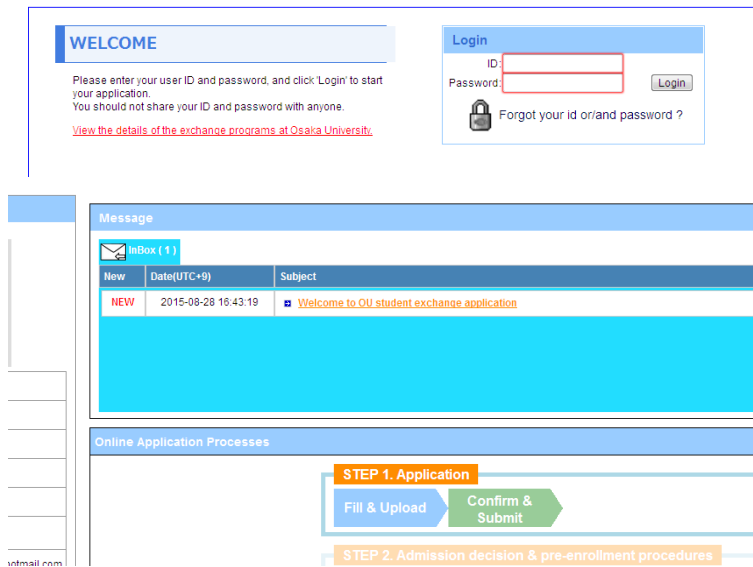 WELCOME
Please enter your user ID and password, and click 'Login' to start
your application.
You should not share your ID and password with anyone.
View the details of the exchange programs at Osaka University.
Login
ID:
Password:
Login
Forgot your id or/and password ?
Message
InBox ( 1 )
New Date(UTC+9) Subject
NEW 2015-08-28 16:43:19 Welcome to OU student exchange application
Online Application Processes
STEP 1. Application
Fill & Upload
Confirm &
Submit
STEP 2. Admission decision & pre-enrollment procedures
otmail.com